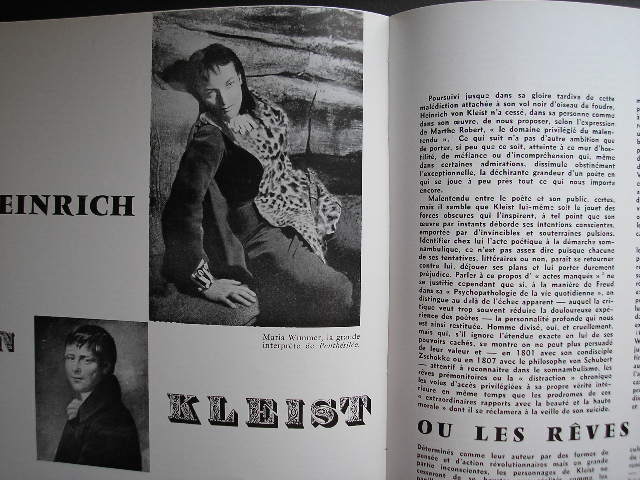 EINRICH
N
Maria Wimmer, la grande
interprète de Penthésilée.
KLEIST
Poursuivi jusque dans sa gloire tardive de cette
malédiction attachée à son vol noir d'oiseau de foudre,
Heinrich von Kleist n'a cessé, dans sa personne comme
dans son œuvre, de nous proposer, selon l'expression
de Marthe Robert, « le domaine privilégié du malen-
tendu ». Ce qui suit n'a pas d'autre ambition que
de porter, si peu que ce soit, atteinte à ce mur d'hos-
tilité, de méfiance ou d'incompréhension qui, même
dans certaines admirations, dissimule obstinément
l'exceptionnelle, la déchirante grandeur d'un poète en
qui se joue à peu près tout ce qui nous importe
encore.
Malentendu entre le poète et son public, certes,
mais il semble que Kleist lui-même soit le jouet des
forces obscures qui l'inspirent, à tel point que son
œuvre par instants déborde ses intentions conscientes,
emportée par d'invincibles et souterraines pulsions.
Identifier chez lui l'acte poétique à la démarche som-
nambulique, ce n'est pas assez dire puisque chacune
de ses tentatives, littéraires ou non, paraît se retourner
contre lui, déjouer ses plans et lui porter durement
préjudice. Parler à ce propos d' « actes manqués » ne
se justifie cependant que si, à la manière de Freud
dans sa « Psychopathologie de la vie quotidienne », on
distingue au delà de l'échec apparent — auquel la cri-
tique veut trop souvent réduire la douloureuse expé-
rience des poètes — la personnalité profonde qui nous
est ainsi restituée. Homme divisé, oui, et cruellement,
mais qui, s'il ignore l'étendue exacte en lui de ses
pouvoirs cachés, se montre on ne peut plus persuadé
de leur valeur et — en 1801 avec son condisciple
Zschokke ou en 1807 avec le philosophe von Schubert
— attentif à reconnaître dans le somnambulisme, les
rêves prémonitoires ou la « distraction » chronique
les voies d'accès privilégiées à sa propre vérité inté-
rieure en même temps que les prodromes de ces
« extraordinaires rapports avec la beauté et la haute
morale » dont il se réclamera à la veille de son suicide.
OU LES RÊVES
Déterminés comme leur auteur par des formes de
pensée et d'action révolutionnaires mais en grande
partie inconscientes, les personnages de Kleist ne